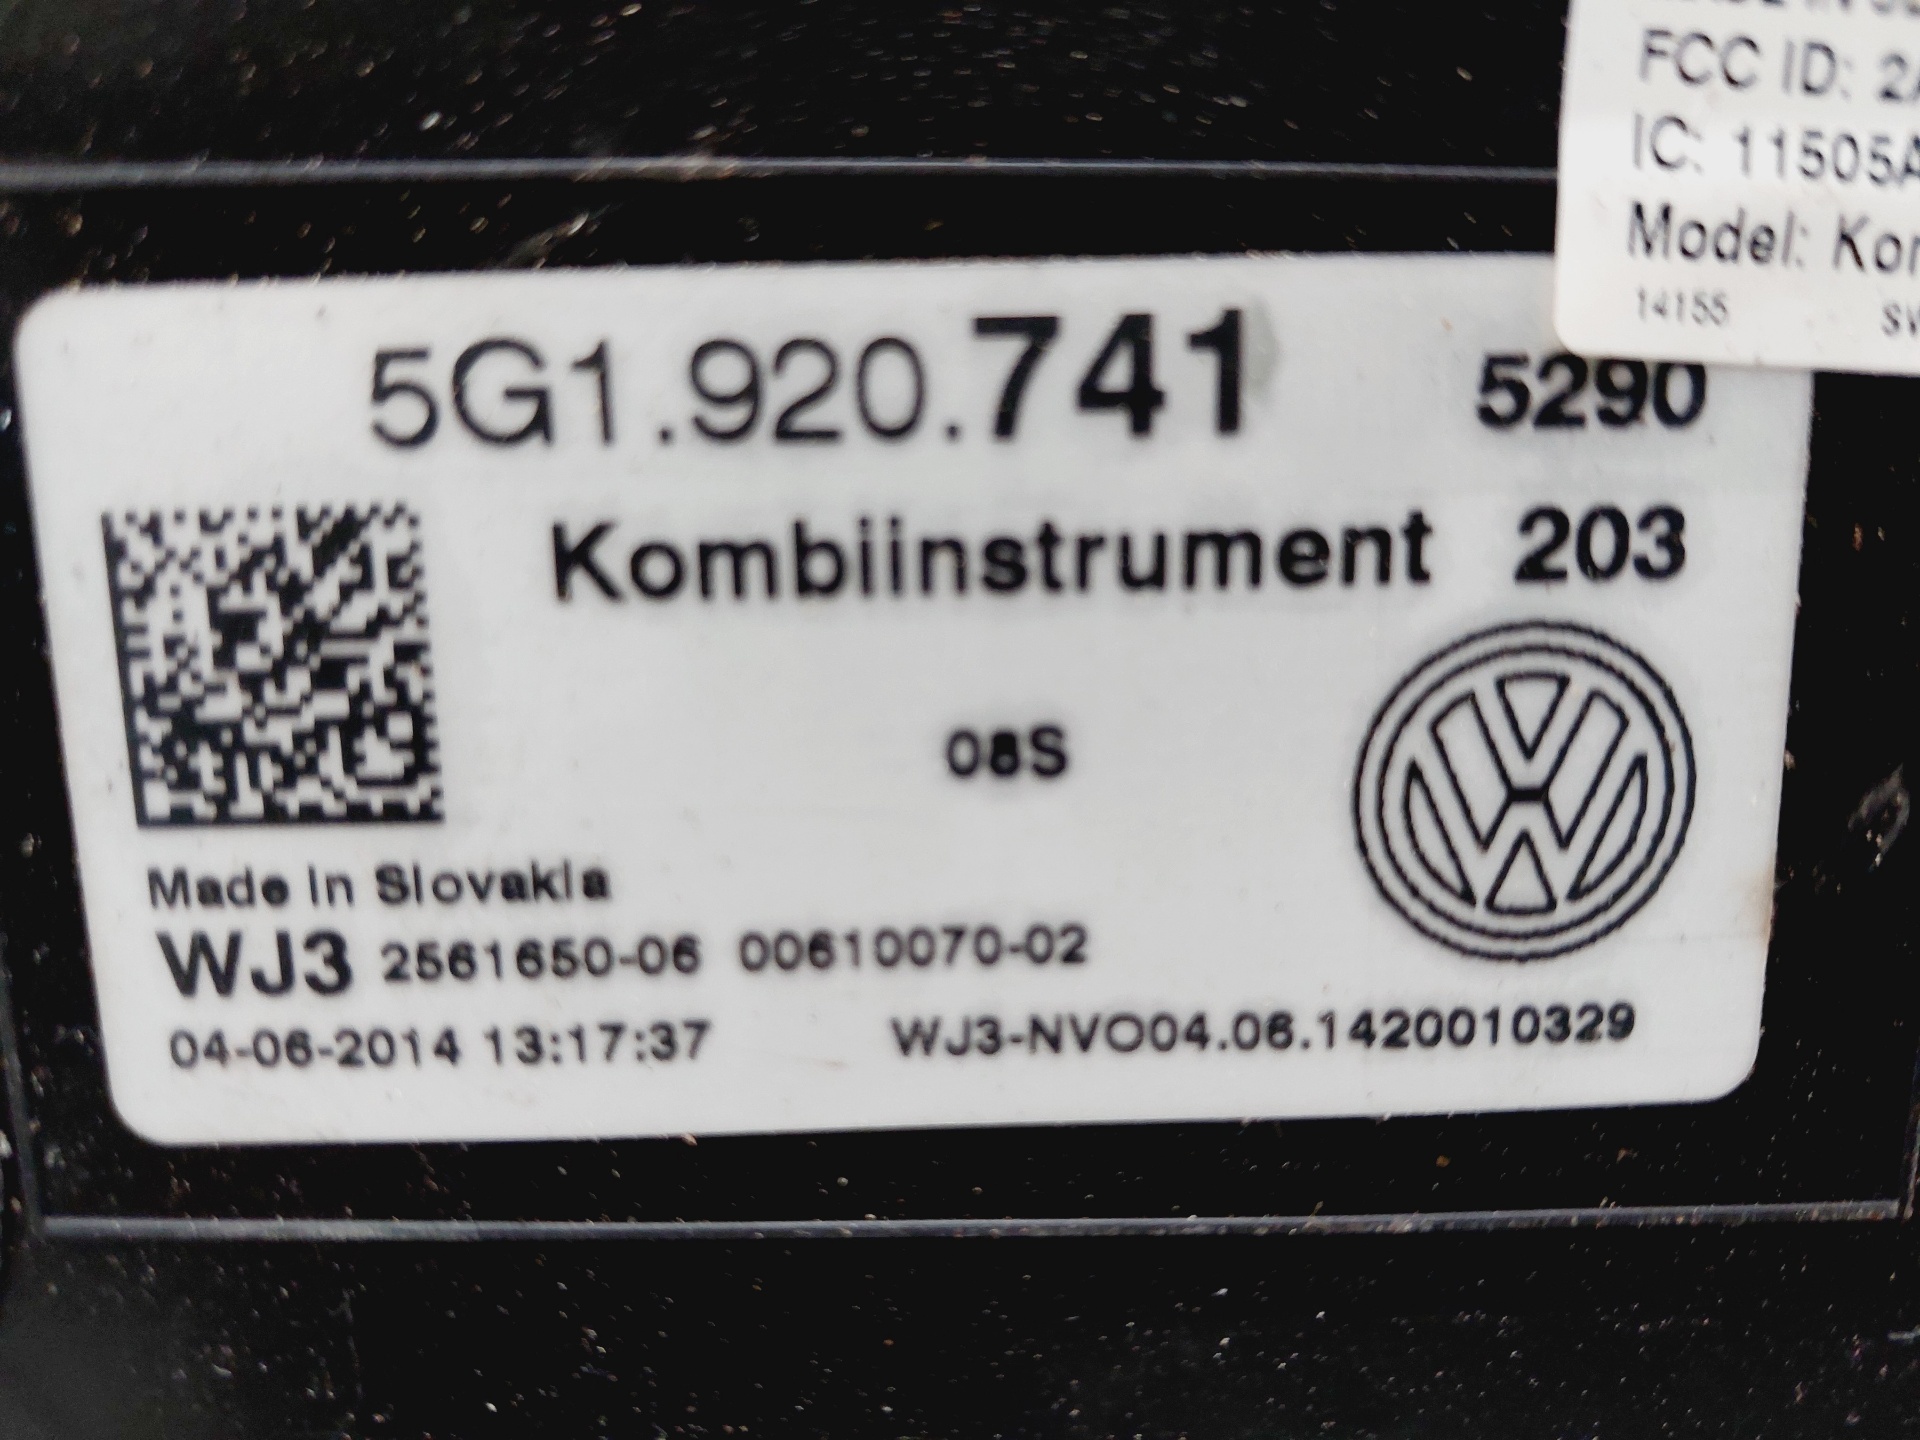 FCC ID: 2A
IC: 11505A
Model: Kor
14155
5G1.920.741 5290
Kombiinstrument 203
08S
Made In Slovakia
WJ3 2561650-06 00610070-02
04-06-2014 13:17:37 WJ3-NVO04.06.1420010329